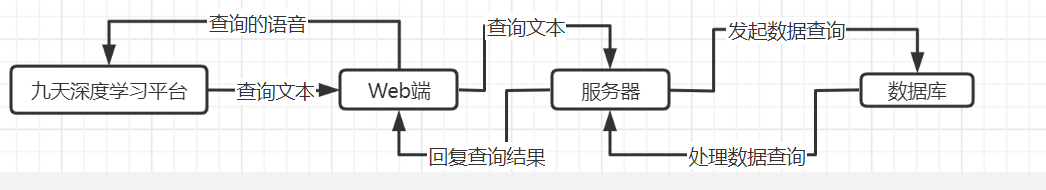 查询的语音
查询文本
发起数据查询
九天深度学习平台
查询文本
Web端
服务器
数据库
回复查询结果
处理数据查询